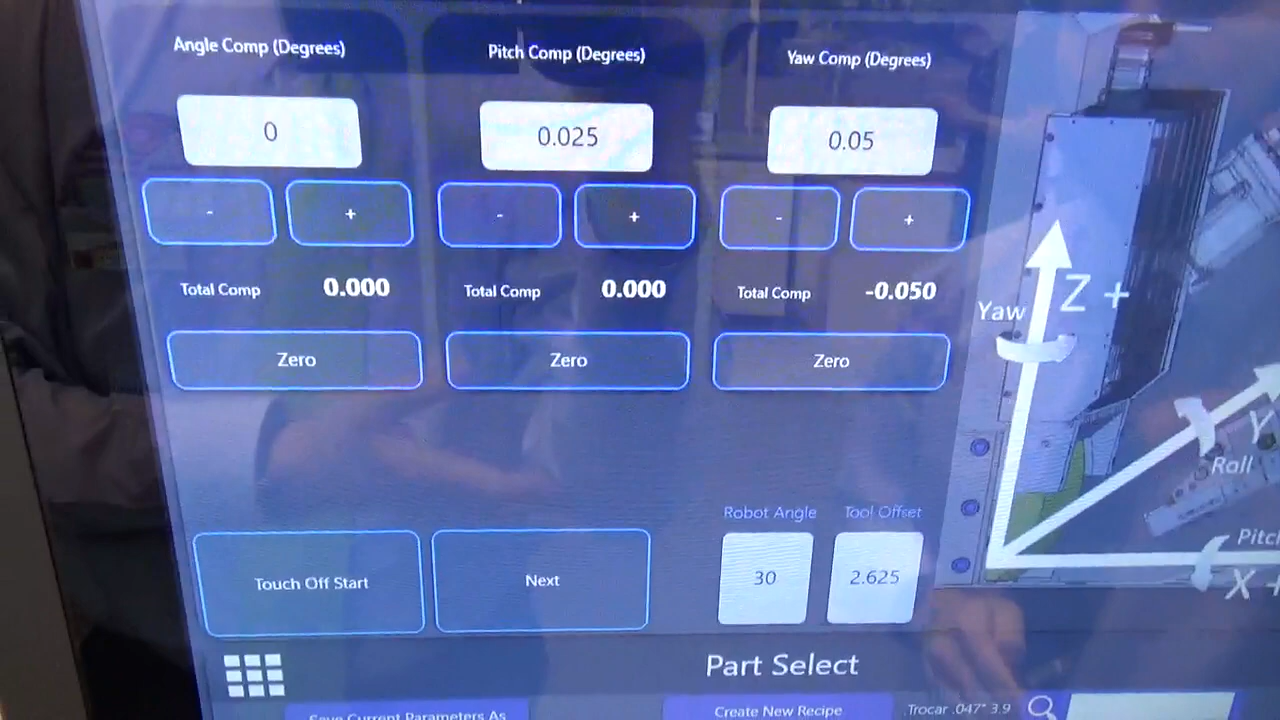 Angle Comp (Degrees) Pitch Comp (Degrees) Yaw Comp (Degrees)
0 0.025 0.05
- + - + - +
Total Comp 0.000 Total Comp 0.000 Total Comp -0.050
Zero Zero Zero
Yaw Z +
Y
Roll
Robot Angle Tool Offset
Touch Off Start Next 30 2.625
Pitc
X +
Part Select
Save Current Parameters As Create New Recipe Trocar .047" 3.9